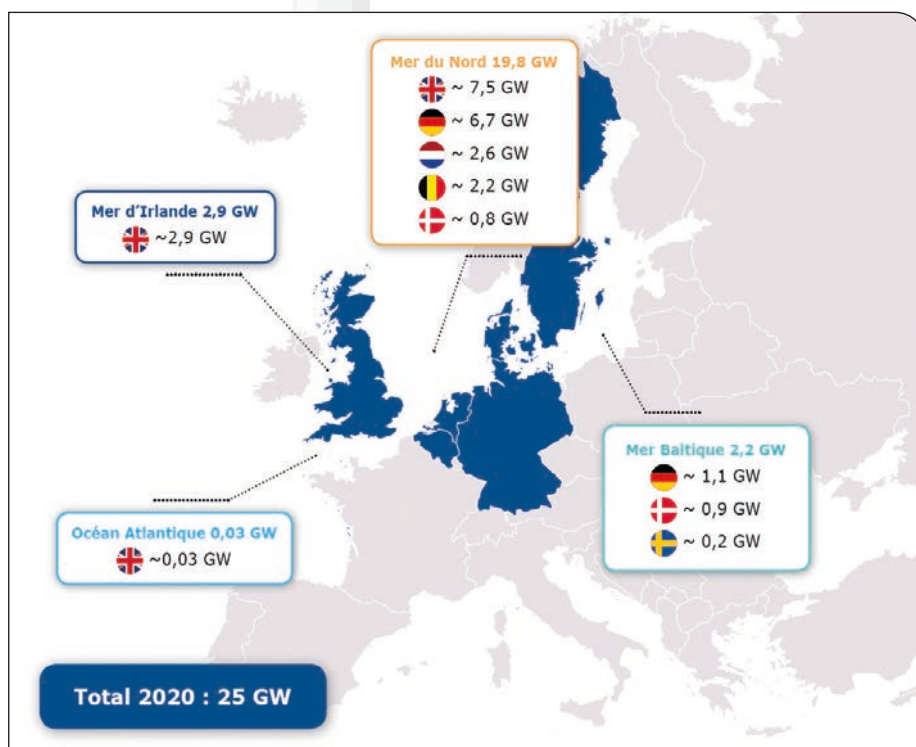 Mer du Nord 19,8 GW
~ 7,5 GW
~ 6,7 GW
~ 2,6 GW
~ 2,2 GW
~ 0,8 GW
Mer d'Irlande 2,9 GW
~2,9 GW
Mer Baltique 2,2 GW
~ 1,1 GW
~ 0,9 GW
~ 0,2 GW
Océan Atlantique 0,03 GW
~0,03 GW
Total 2020 : 25 GW